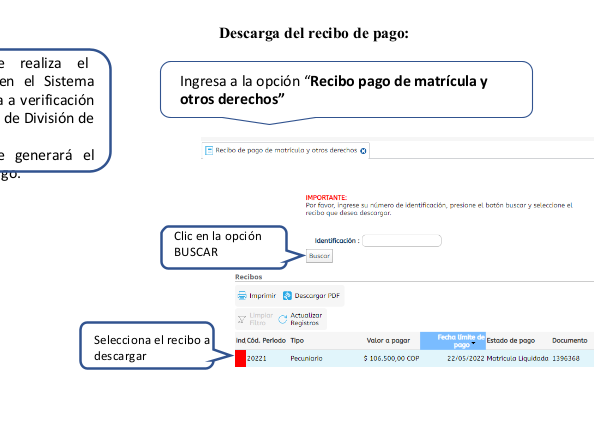 Descarga del recibo de pago:
e realiza el
en el Sistema
a a verificación
de División de
e generará el
go.
Ingresa a la opción “Recibo pago de matrícula y
otros derechos”
Recibo de pago de matrícula y otros derechos
IMPORTANTE:
Por favor, ingrese su número de identificación, presione el botón buscar y seleccione el
recibo que desea descargar.
Clic en la opción
BUSCAR
Identificación :
Buscar
Recibos
Imprimir Descargar PDF
Limpiar
Filtro
Actualizar
Registros
Ind Cód. Periodo Tipo Valor a pagar Fecha límite de
pago Estado de pago Documento
Selecciona el recibo a
descargar
20221 Pecuniario $ 106.500,00 COP 22/05/2022 Matrícula Liquidada 1396368